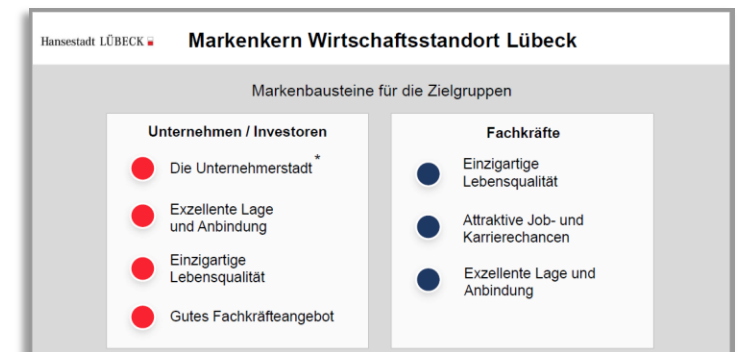 Hansestadt LÜBECK
Markenkern Wirtschaftsstandort Lübeck
Markenbausteine für die Zielgruppen
Unternehmen / Investoren
Die Unternehmerstadt*
Exzellente Lage
und Anbindung
Einzigartige
Lebensqualität
Gutes Fachkräfteangebot
Fachkräfte
Einzigartige
Lebensqualität
Attraktive Job- und
Karrierechancen
Exzellente Lage und
Anbindung